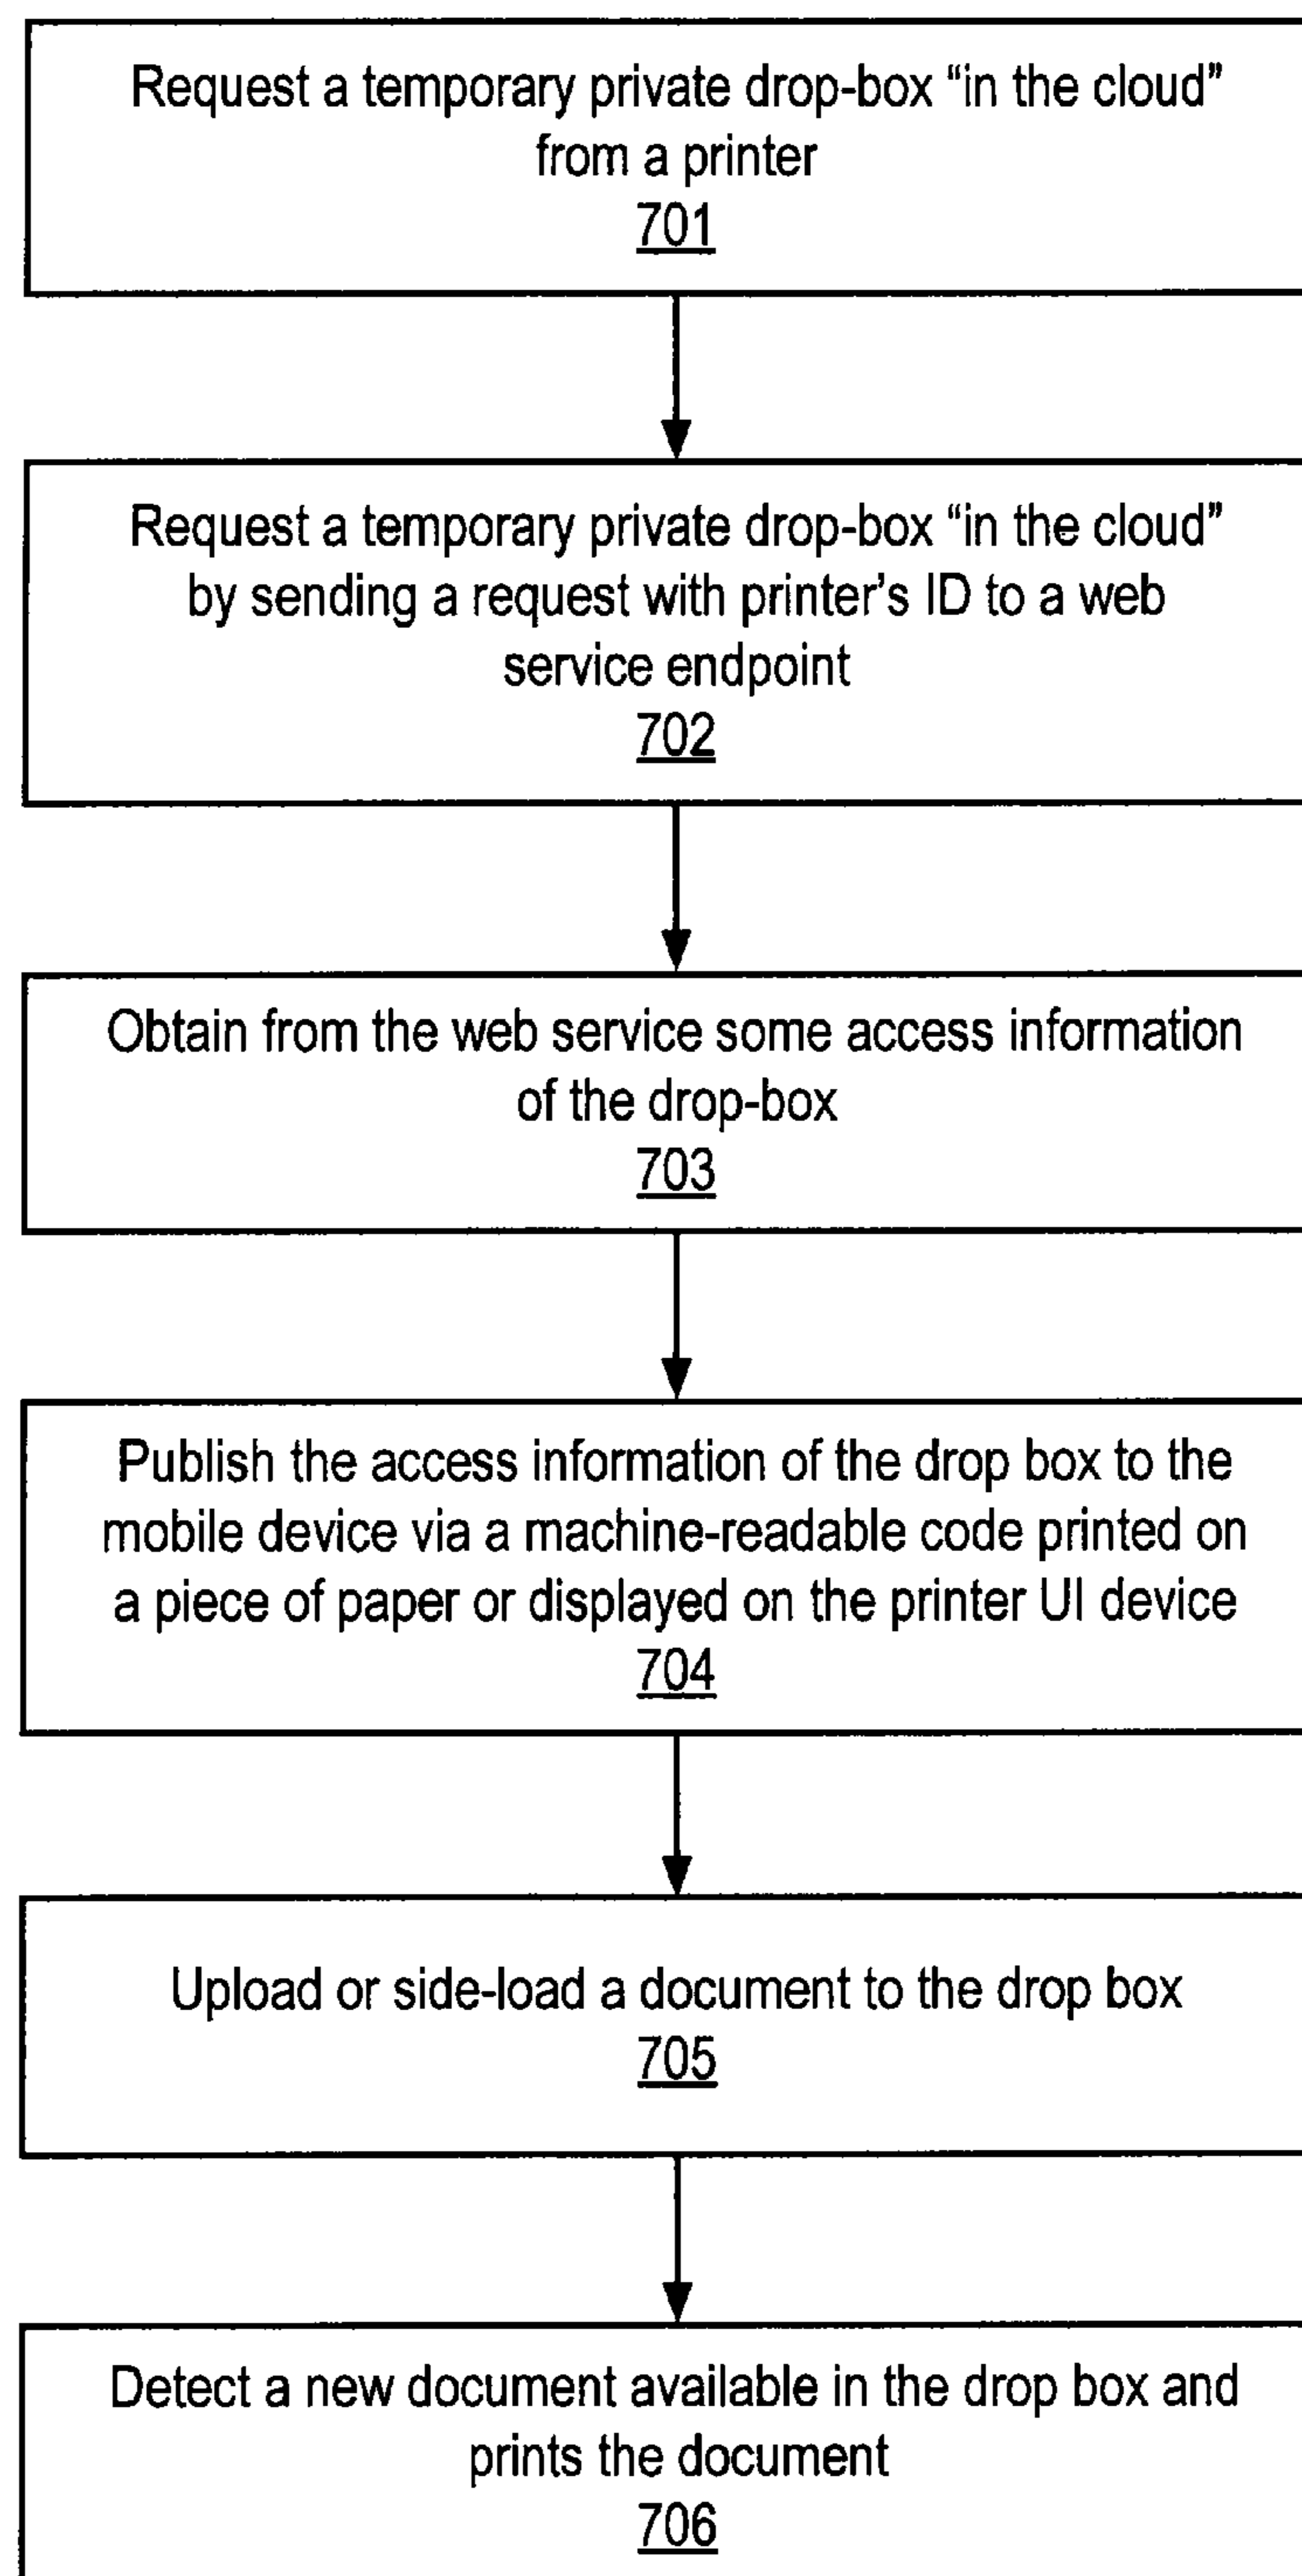 Request a temporary private drop-box “in the cloud”
from a printer
701
Request a temporary private drop-box “in the cloud”
by sending a request with printer’s ID to a web
service endpoint
702
Obtain from the web service some access information
of the drop-box
703
Publish the access information of the drop box to the
mobile device via a machine-readable code printed on
a piece of paper or displayed on the printer UI device
704
Upload or side-load a document to the drop box
705
Detect a new document available in the drop box and
prints the document
706